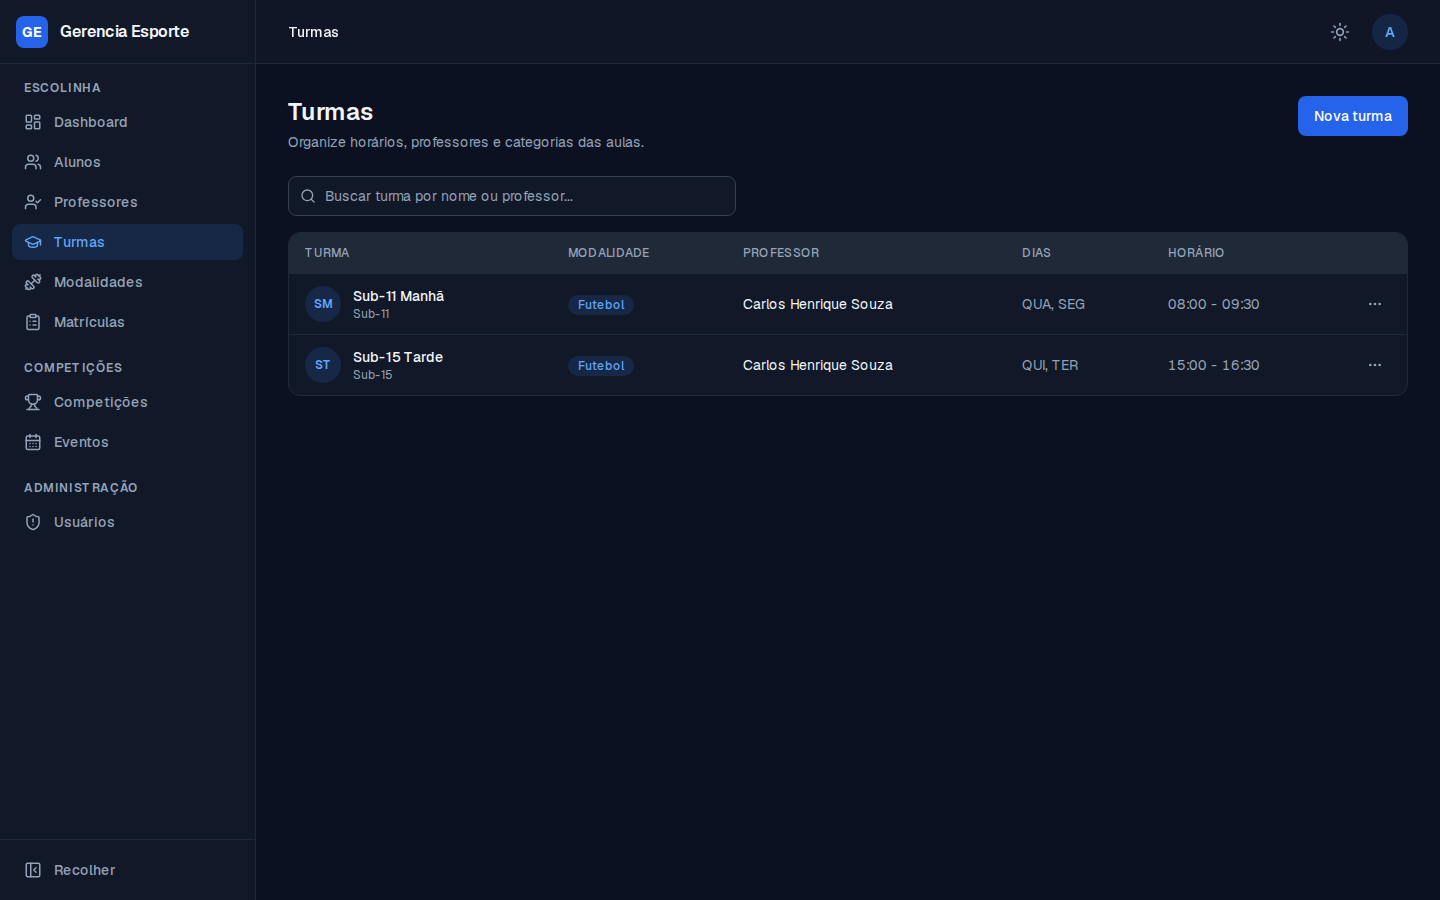 GE Gerencia Esporte
Turmas
A
ESCOLINHA
Dashboard
Alunos
Professores
Turmas
Modalidades
Matrículas
COMPETIÇÕES
Competições
Eventos
ADMINISTRAÇÃO
Usuários
Recolher
Turmas
Organize horários, professores e categorias das aulas.
Nova turma
Buscar turma por nome ou professor...
TURMA MODALIDADE PROFESSOR DIAS HORÁRIO
SM Sub-11 Manhã Futebol Carlos Henrique Souza QUA, SEG 08:00 - 09:30
Sub-11
ST Sub-15 Tarde Futebol Carlos Henrique Souza QUI, TER 15:00 - 16:30
Sub-15